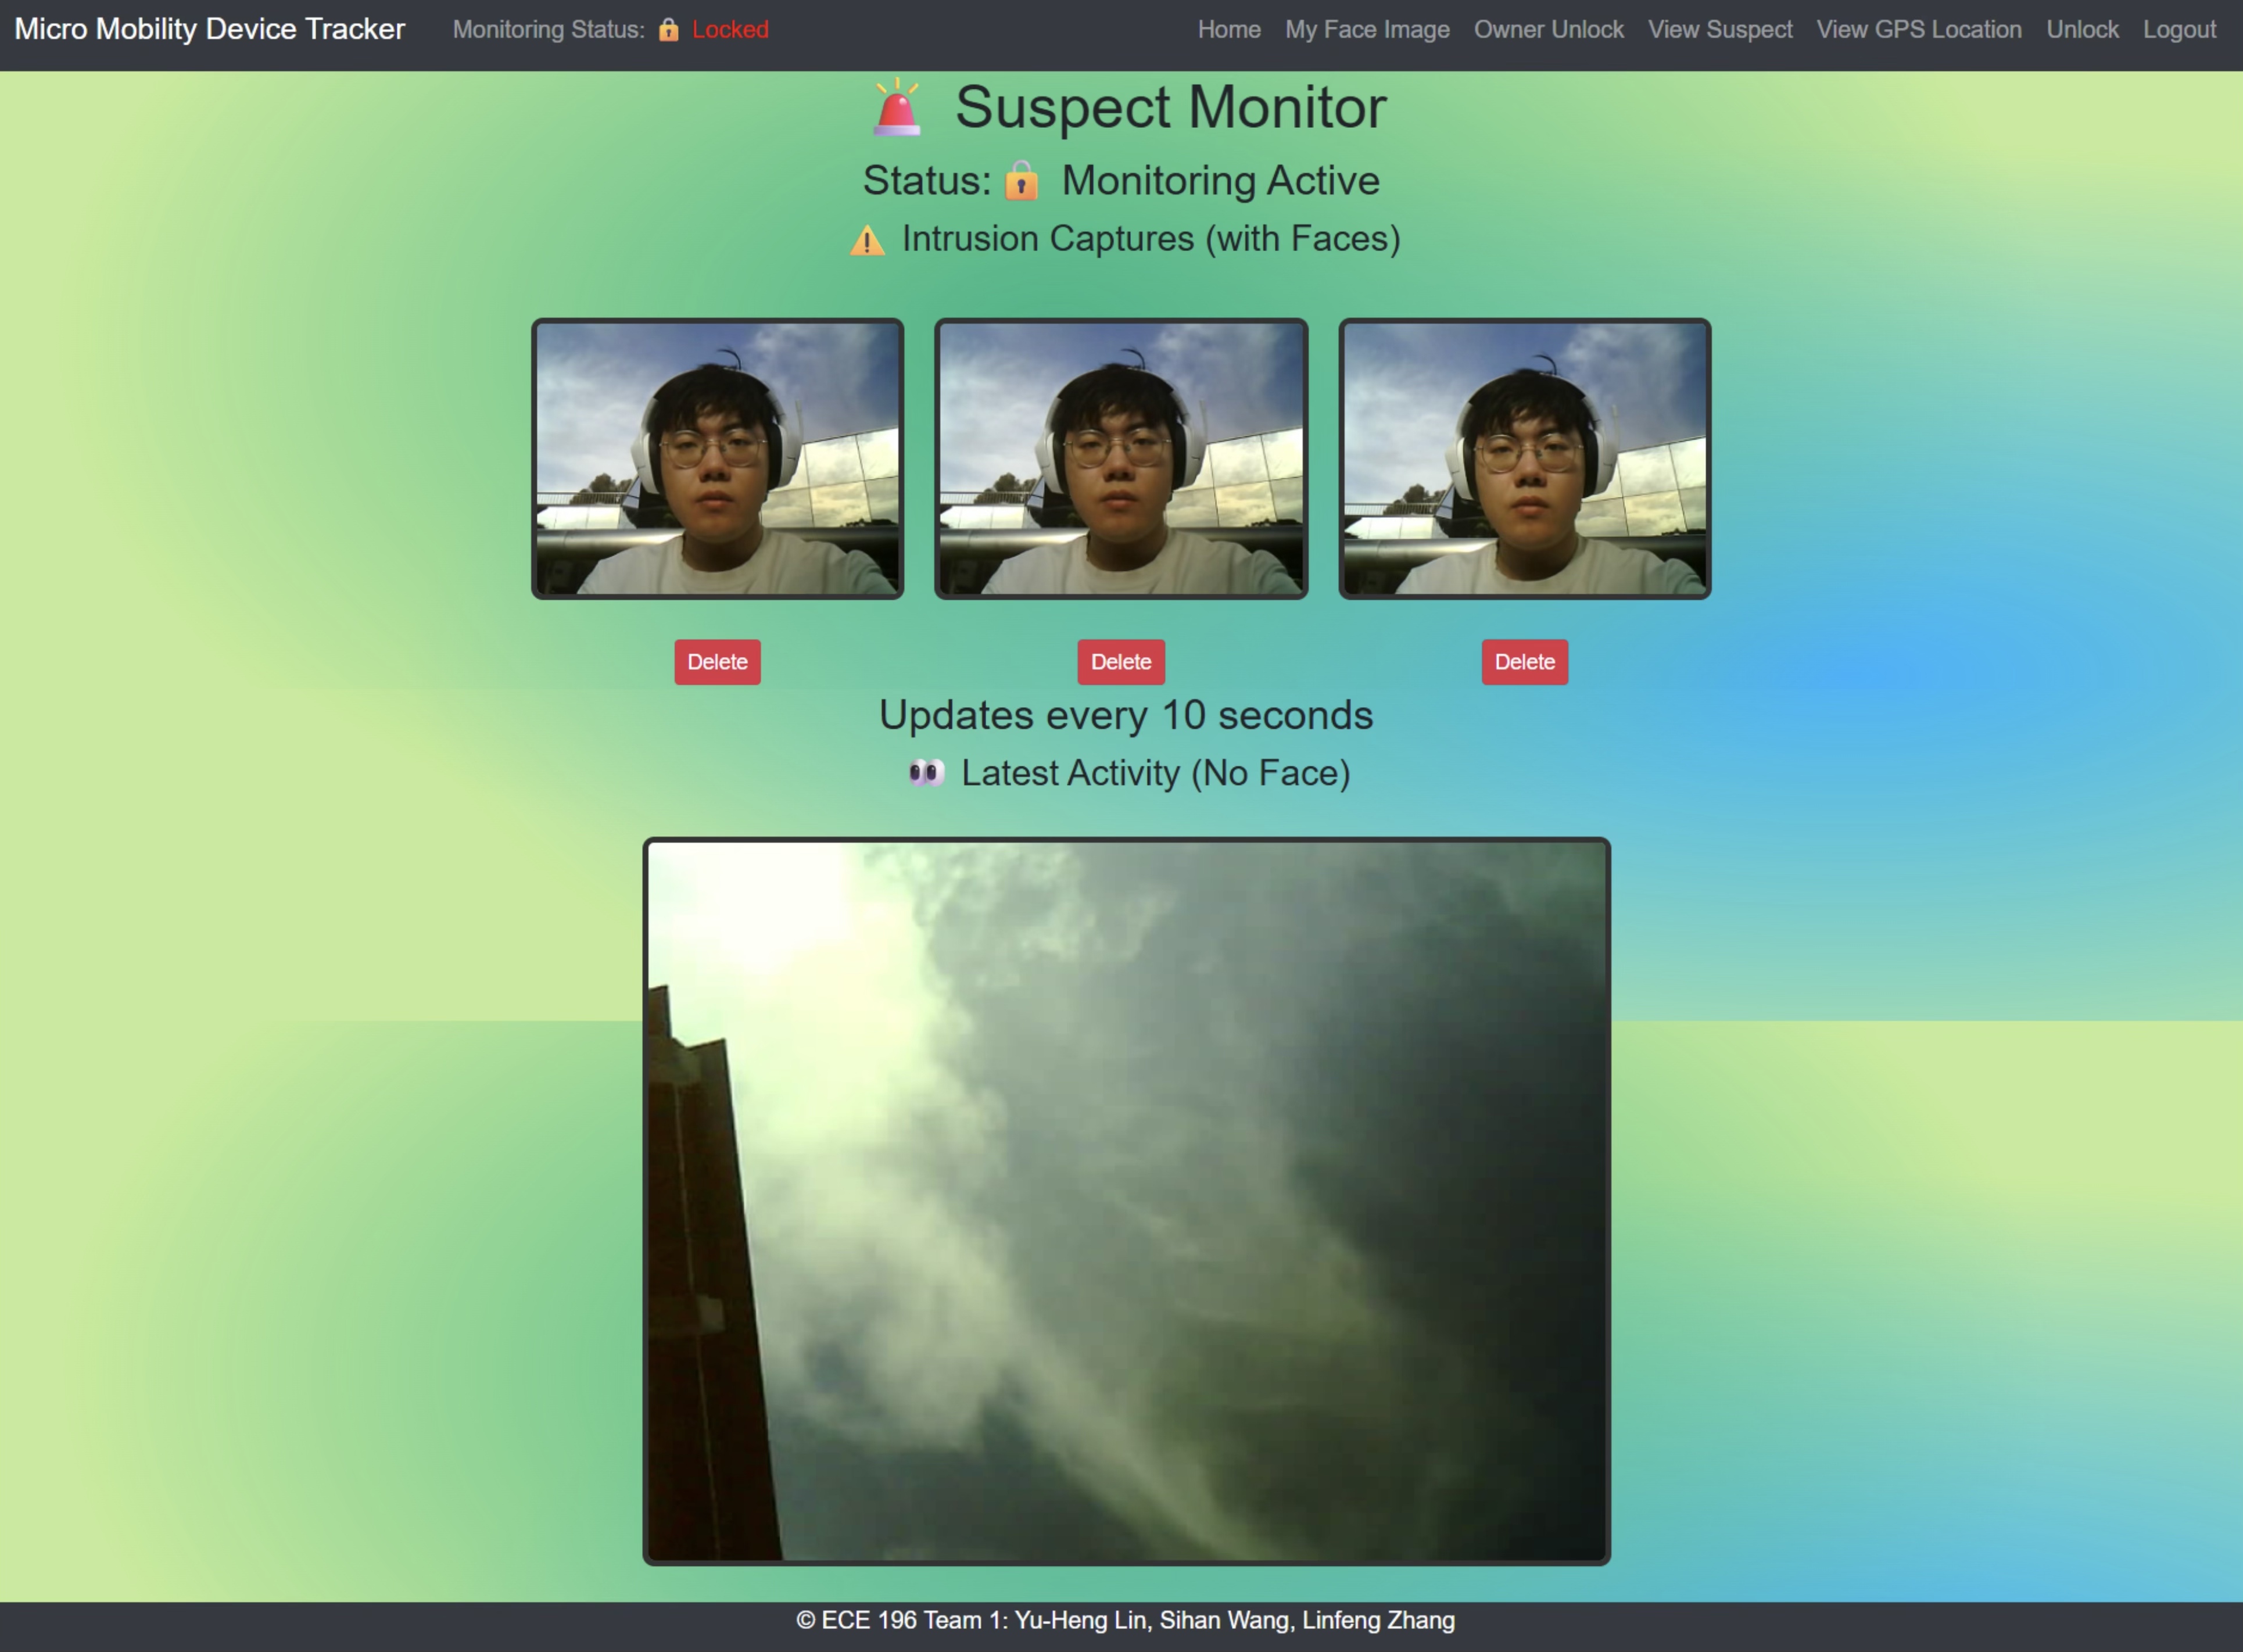 Micro Mobility Device Tracker Monitoring Status: 🔒 Locked Home My Face Image Owner Unlock View Suspect View GPS Location Unlock Logout
🚨 Suspect Monitor
Status: 🔒 Monitoring Active
⚠️ Intrusion Captures (with Faces)
Delete Delete Delete
Updates every 10 seconds
👀 Latest Activity (No Face)
© ECE 196 Team 1: Yu-Heng Lin, Sihan Wang, Linfeng Zhang